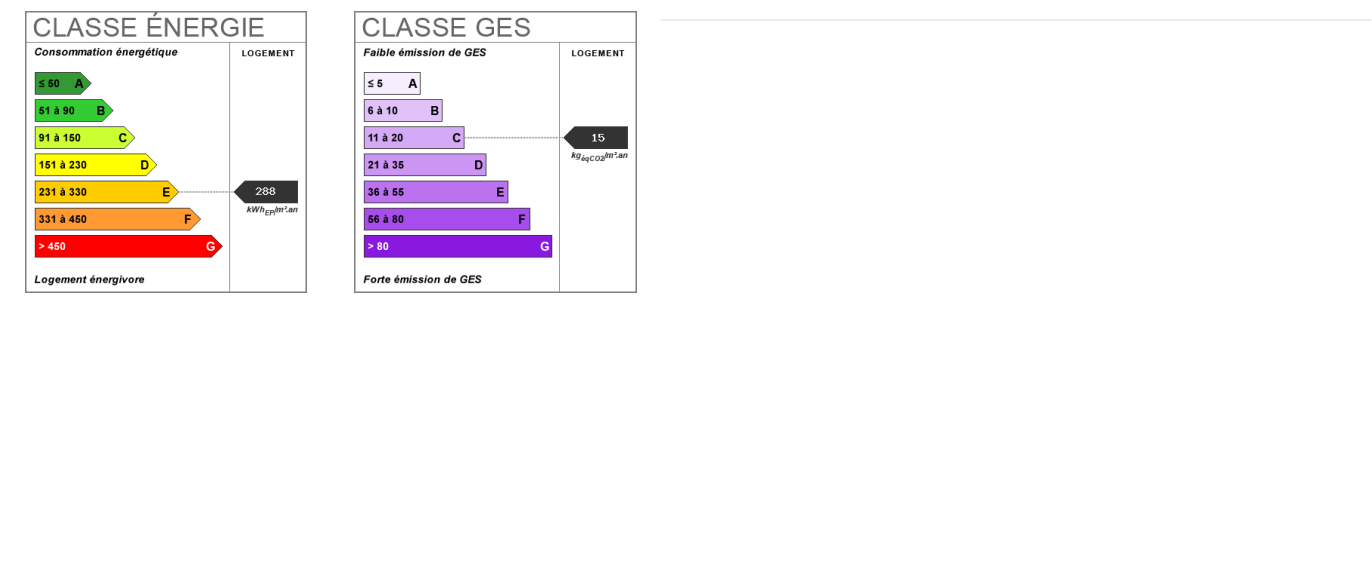 CLASSE ÉNERGIE
Consommation énergétique
LOGEMENT
≤ 50 A
51 à 90 B
91 à 150 C
151 à 230 D
231 à 330 E
288
kWhEP/m².an
331 à 450 F
> 450 G
Logement énergivore
CLASSE GES
Faible émission de GES
LOGEMENT
≤ 5 A
6 à 10 B
11 à 20 C
15
kgéqCO2/m².an
21 à 35 D
36 à 55 E
56 à 80 F
> 80 G
Forte émission de GES